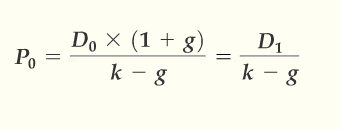 P₀ = D₀ × (1 + g) / k − g = D₁ / k − g